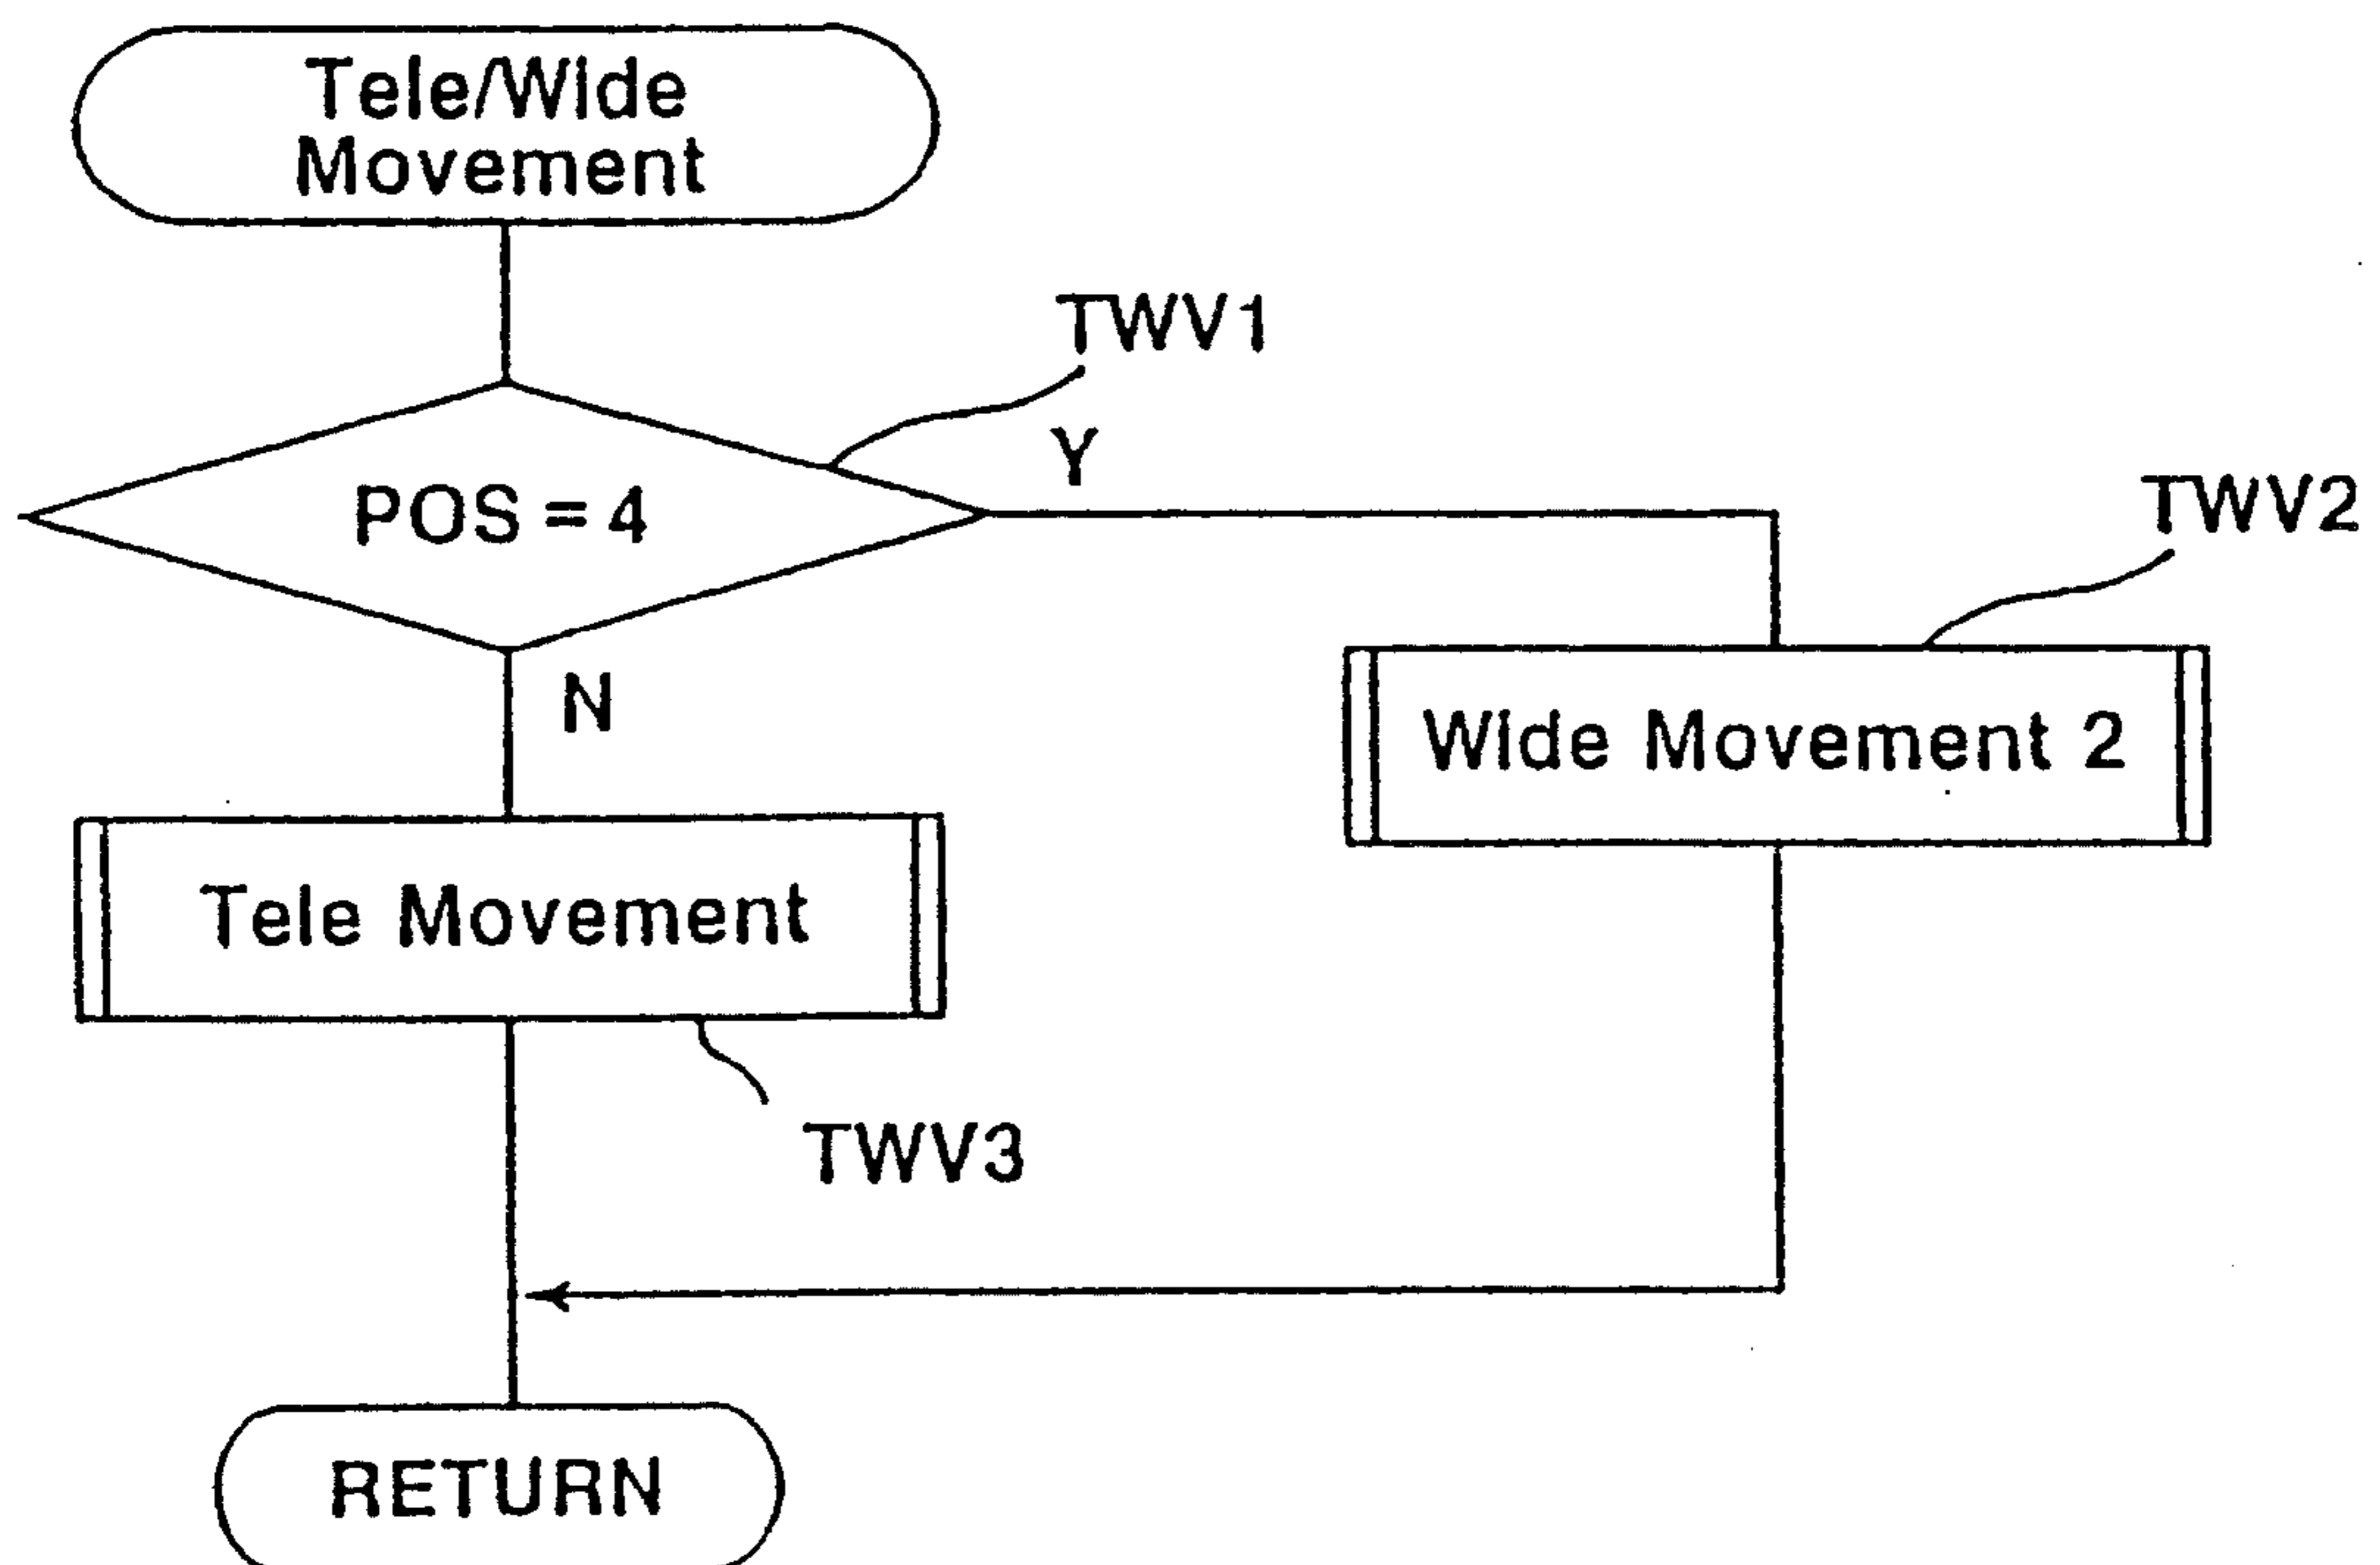 Tele/Wide
Movement
TWV1
Y
POS = 4
TWV2
N
Wide Movement 2
Tele Movement
TWV3
RETURN